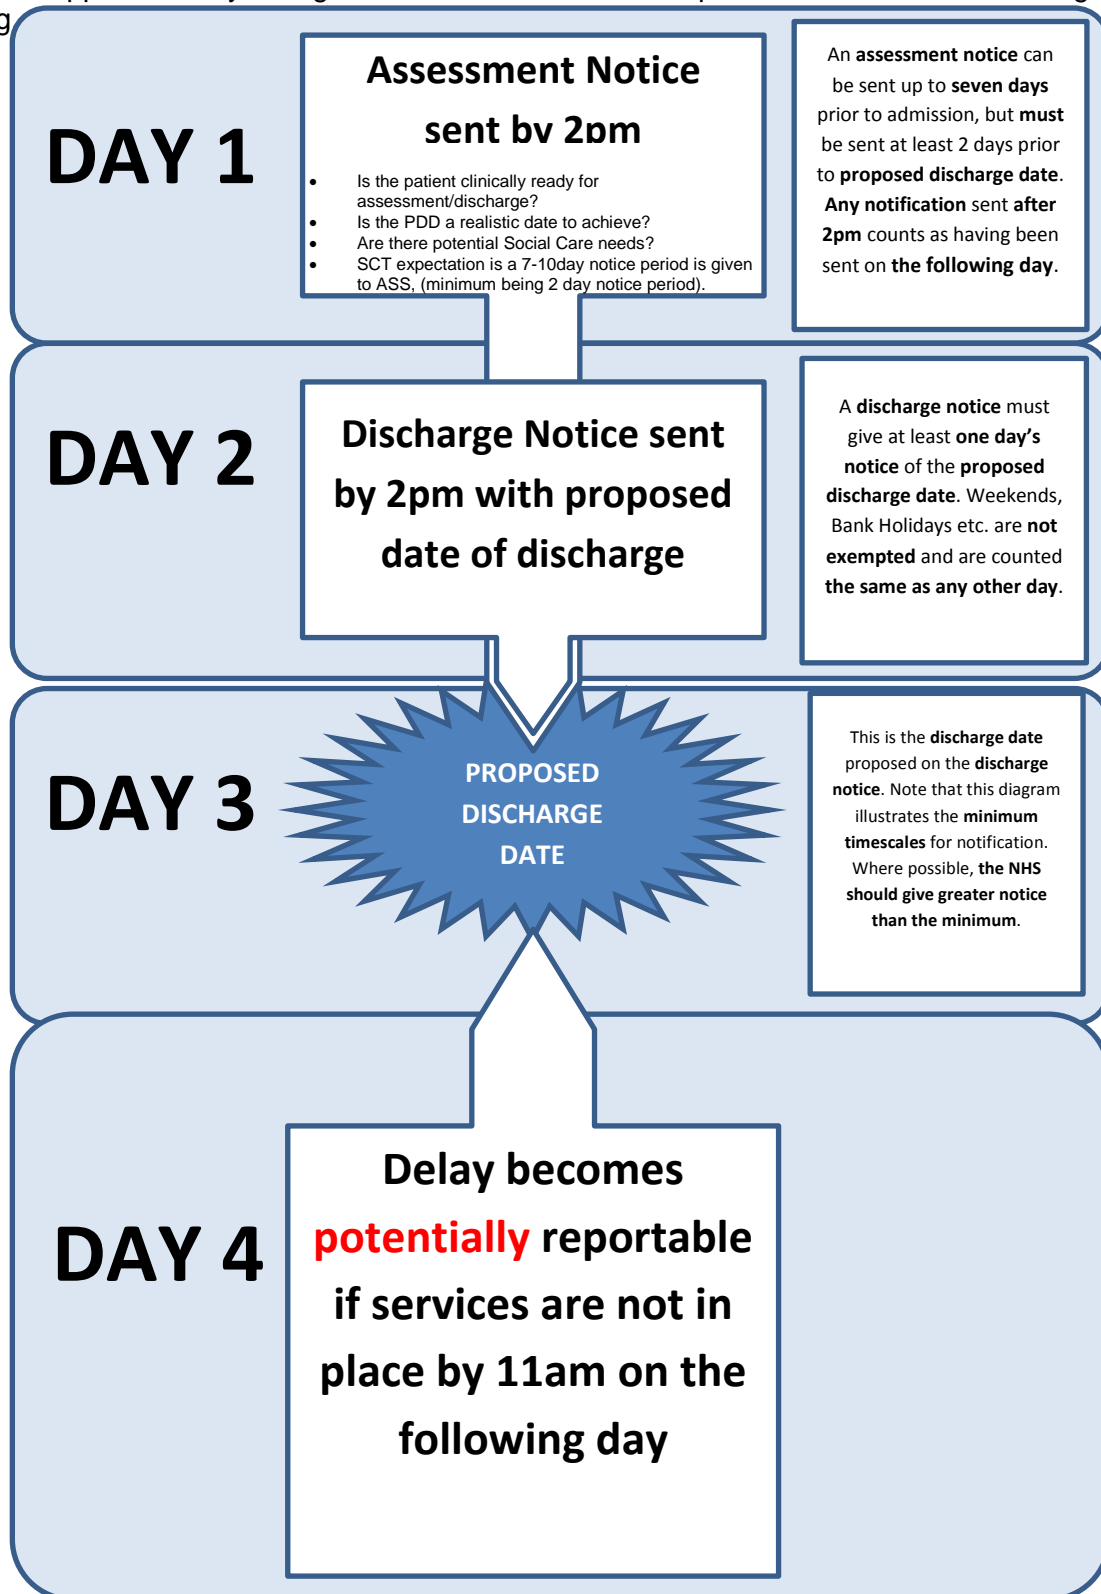 DAY 1
Assessment Notice
sent by 2pm
• Is the patient clinically ready for
assessment/discharge?
• Is the PDD a realistic date to achieve?
• Are there potential Social Care needs?
• SCT expectation is a 7-10day notice period is given
to ASS, (minimum being 2 day notice period).
An assessment notice can
be sent up to seven days
prior to admission, but must
be sent at least 2 days prior
to proposed discharge date.
Any notification sent after
2pm counts as having been
sent on the following day.
DAY 2
Discharge Notice sent
by 2pm with proposed
date of discharge
A discharge notice must
give at least one day’s
notice of the proposed
discharge date. Weekends,
Bank Holidays etc. are not
exempted and are counted
the same as any other day.
DAY 3
PROPOSED
DISCHARGE
DATE
This is the discharge date
proposed on the discharge
notice. Note that this diagram
illustrates the minimum
timescales for notification.
Where possible, the NHS
should give greater notice
than the minimum.
DAY 4
Delay becomes
potentially reportable
if services are not in
place by 11am on the
following day